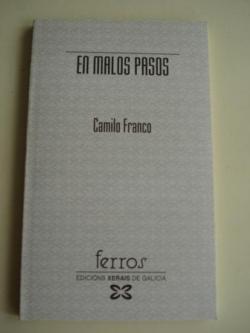 EN MALOS PASOS
Camilo Franco
ferros
EDICIÓNS XERAIS DE GALICIA